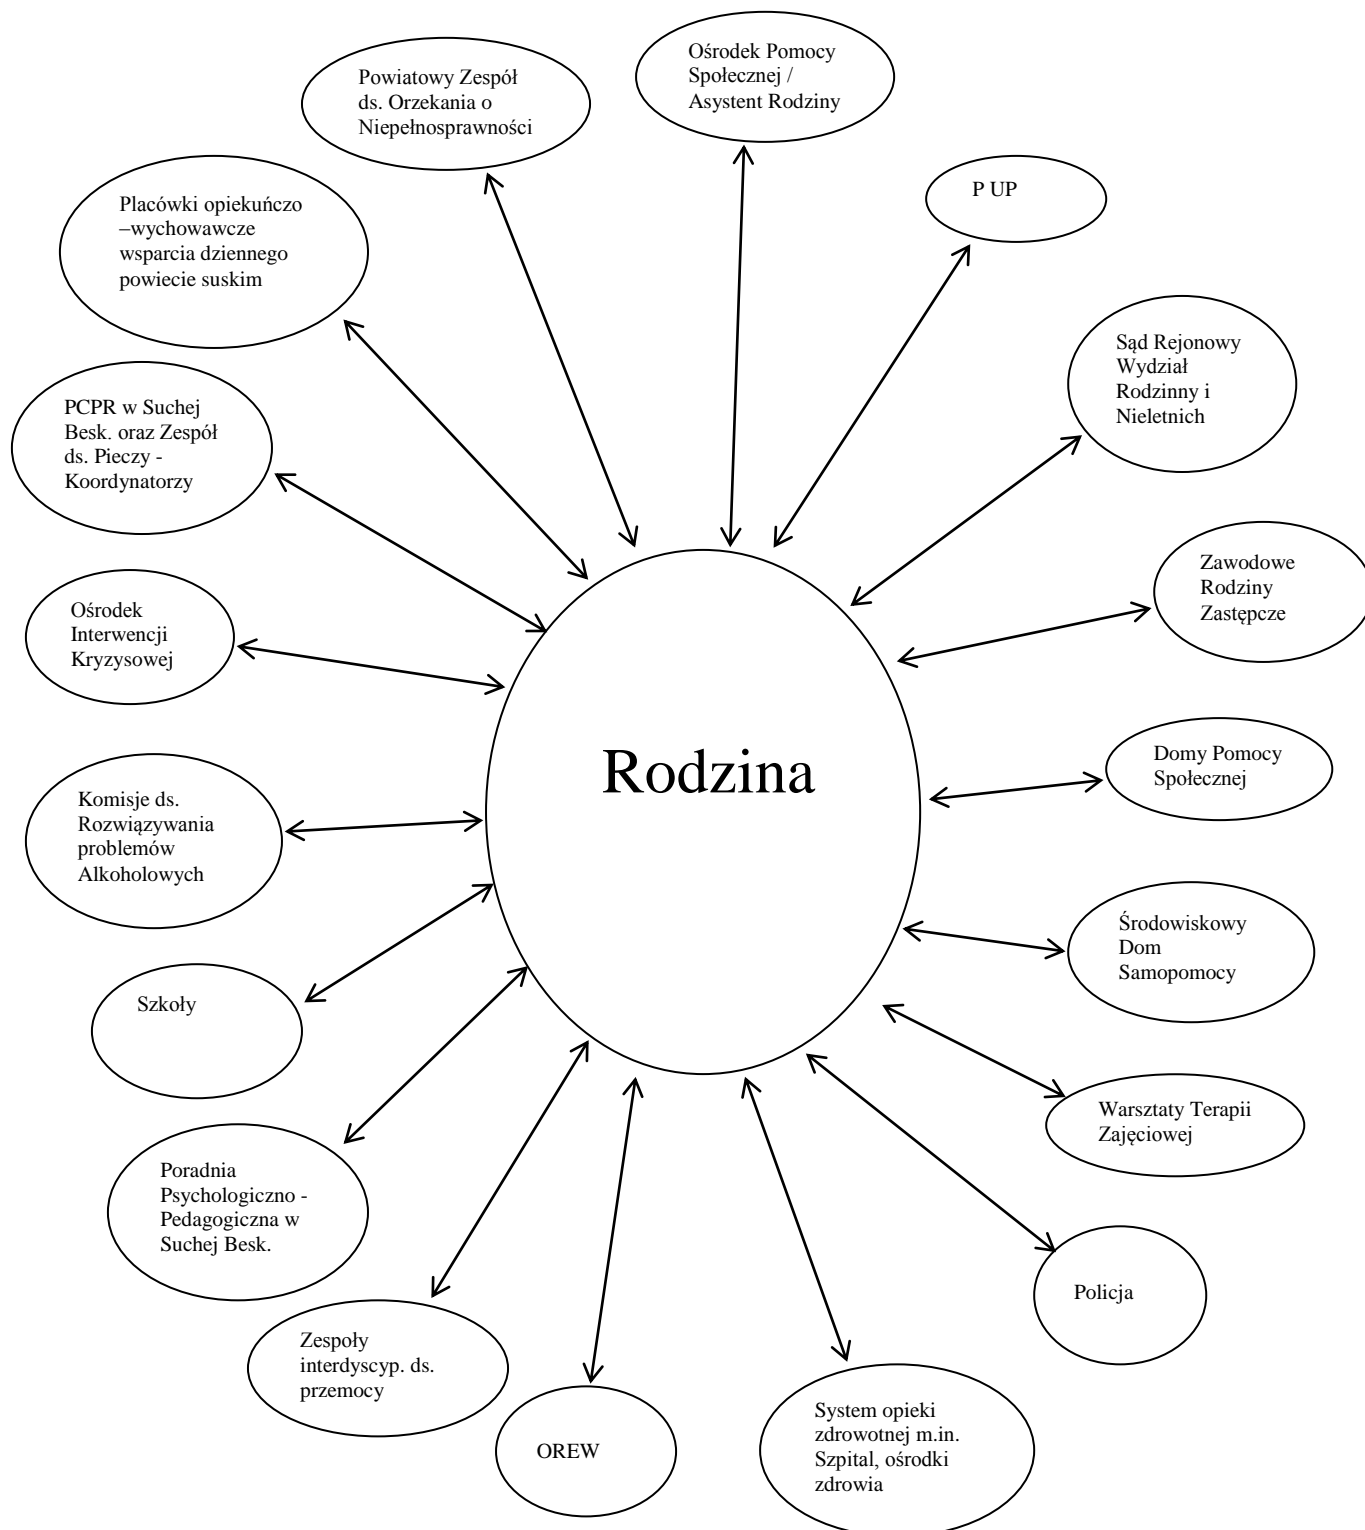 Ośrodek Pomocy
Społecznej /
Asystent Rodziny
Powiatowy Zespół
ds. Orzekania o
Niepełnosprawności
P UP
Placówki opiekuńczo
–wychowawcze
wsparcia dziennego
powiecie suskim
Sąd Rejonowy
Wydział
Rodzinny i
Nieletnich
PCPR w Suchej
Besk. oraz Zespół
ds. Pieczy -
Koordynatorzy
Zawodowe
Rodziny
Zastępcze
Ośrodek
Interwencji
Kryzysowej
Rodzina
Domy Pomocy
Społecznej
Komisje ds.
Rozwiązywania
problemów
Alkoholowych
Środowiskowy
Dom
Samopomocy
Szkoły
Warsztaty Terapii
Zajęciowej
Poradnia
Psychologiczno -
Pedagogiczna w
Suchej Besk.
Policja
Zespoły
interdyscyp. ds.
przemocy
System opieki
zdrowotnej m.in.
Szpital, ośrodki
zdrowia
OREW